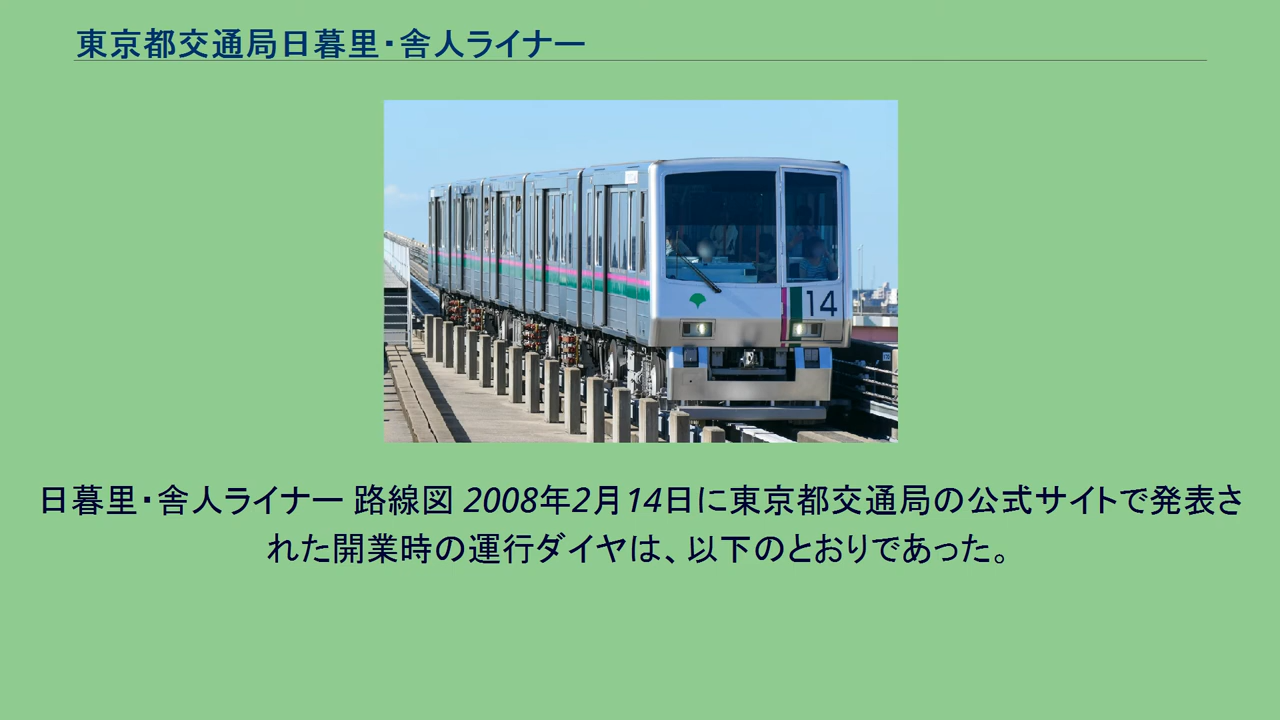 東京都交通局日暮里・舎人ライナー
14
日暮里・舎人ライナー 路線図 2008年2月14日に東京都交通局の公式サイトで発表さ
れた開業時の運行ダイヤは、以下のとおりであった。